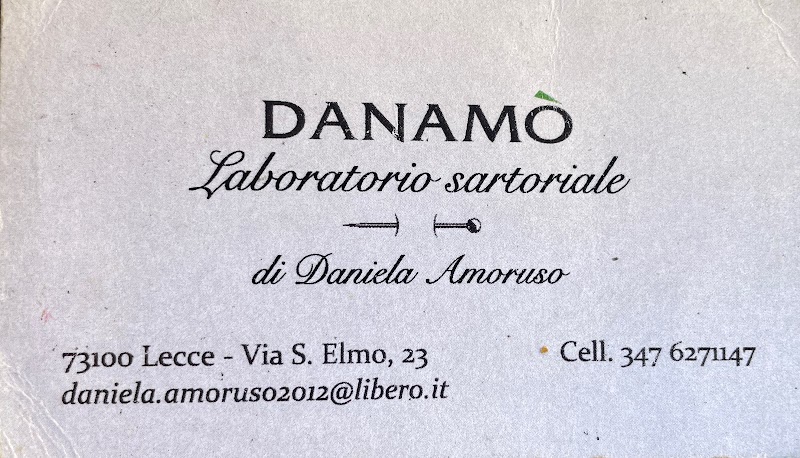 DANAMÒ
Laboratorio sartoriale
di Daniela Amoruso
73100 Lecce - Via S. Elmo, 23
Cell. 347 6271147
daniela.amoruso2012@libero.it